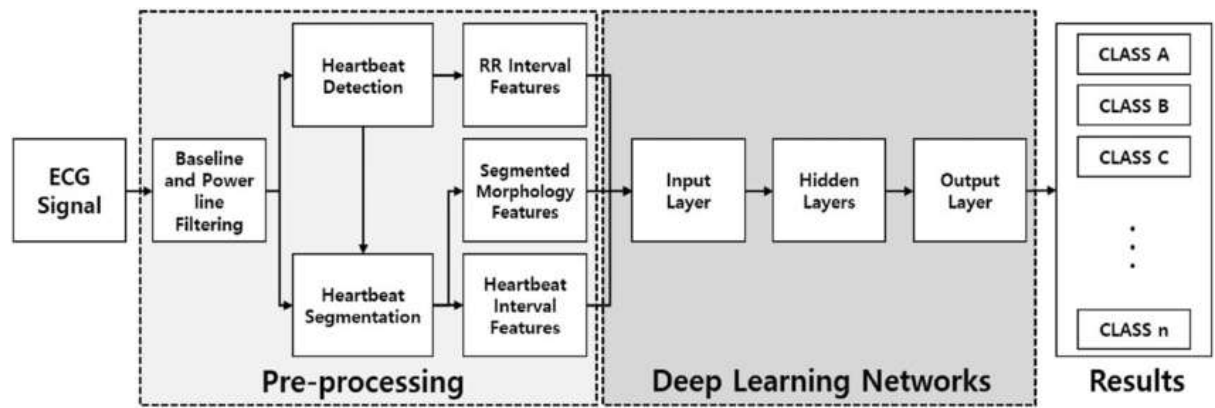 ECG
Signal
Baseline
and Power
line
Filtering
Heartbeat
Detection
Heartbeat
Segmentation
RR Interval
Features
Segmented
Morphology
Features
Heartbeat
Interval
Features
Pre-processing
Input
Layer
Hidden
Layers
Output
Layer
Deep Learning Networks
CLASS A
CLASS B
CLASS C
CLASS n
Results